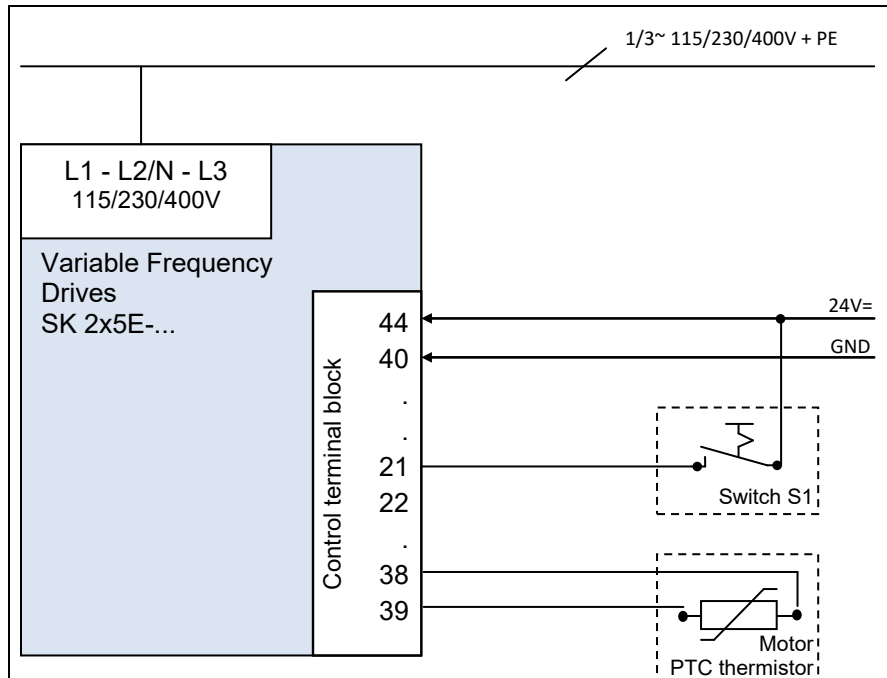 1/3~ 115/230/400V + PE
L1 - L2/N - L3
115/230/400V
Variable Frequency
Drives
SK 2x5E-...
Control terminal block
44
40
.
.
21
22
.
38
39
24V=
GND
Switch S1
Motor
PTC thermistor